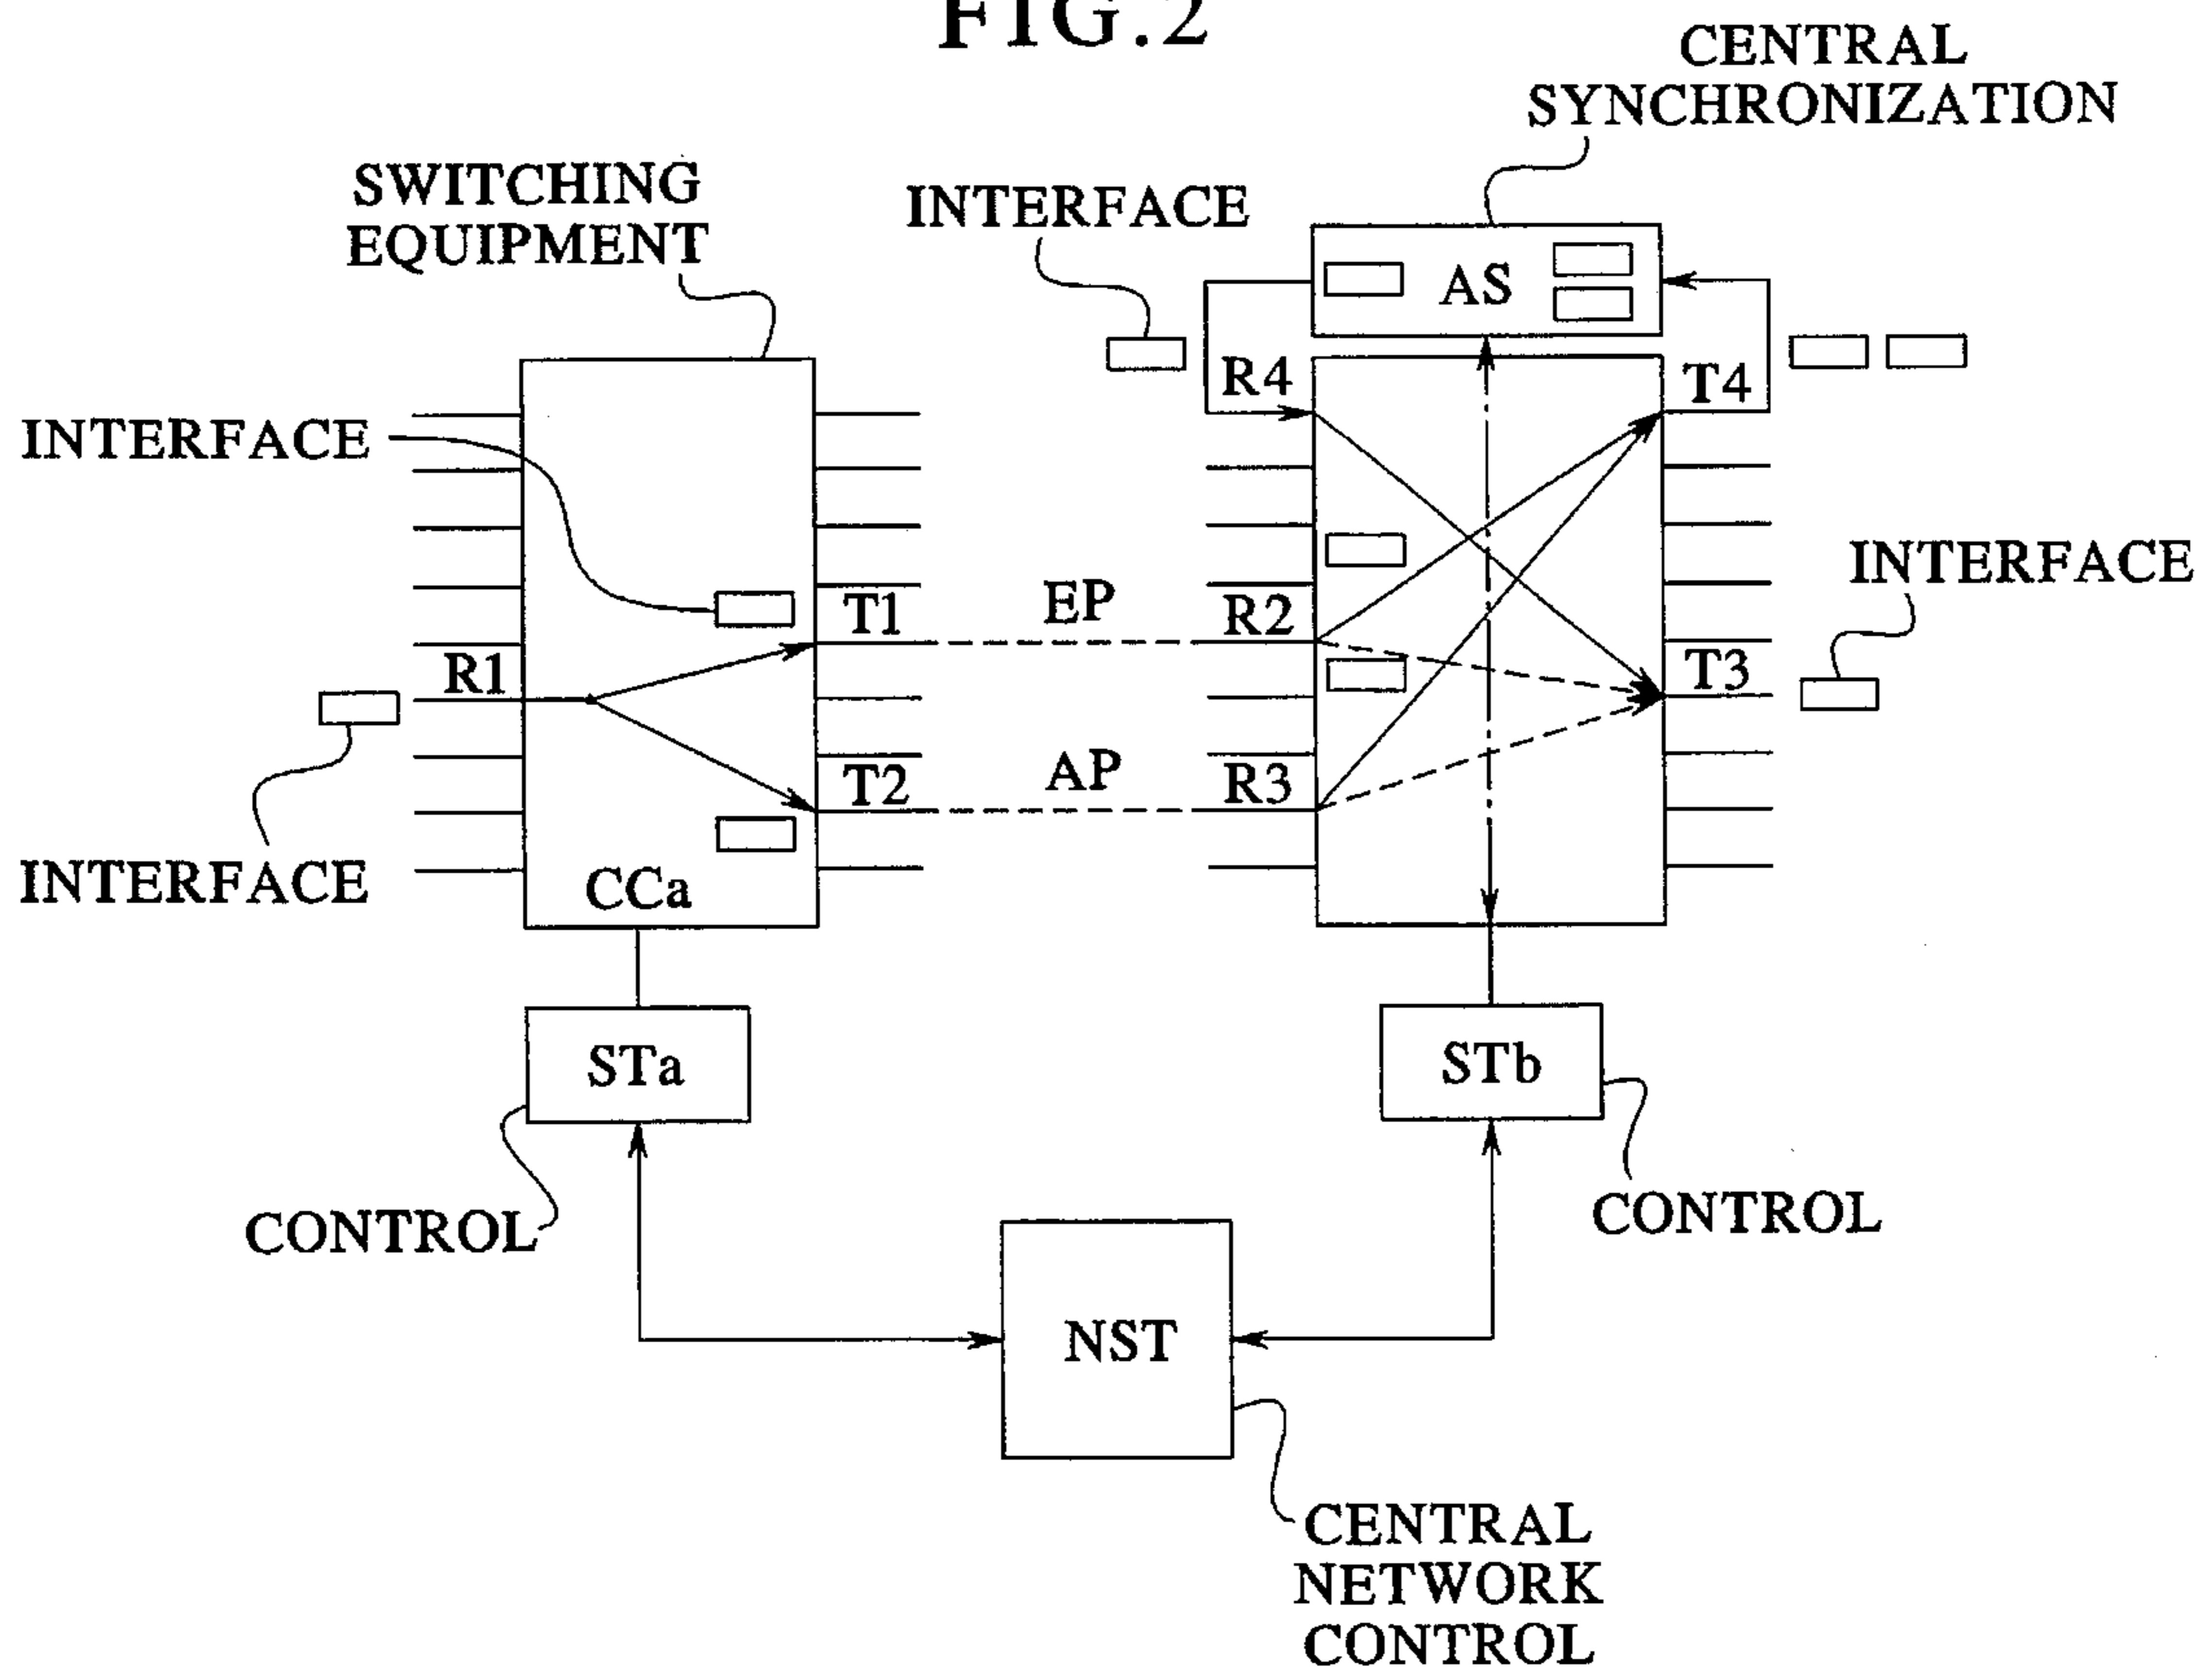 FIG.2
CENTRAL
SYNCHRONIZATION
SWITCHING
EQUIPMENT
INTERFACE
AS
R4
T4
INTERFACE
INTERFACE
T1
EP
R2
R1
T3
T2
AP
R3
INTERFACE
CCa
STa
STb
CONTROL
CONTROL
NST
CENTRAL
NETWORK
CONTROL